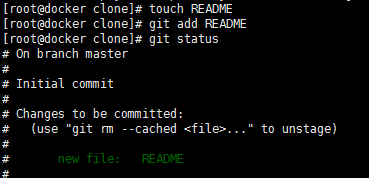 [root@docker clone]# touch README
[root@docker clone]# git add README
[root@docker clone]# git status
# On branch master
#
# Initial commit
#
# Changes to be committed:
#   (use "git rm --cached <file>..." to unstage)
#
#       new file:   README
#